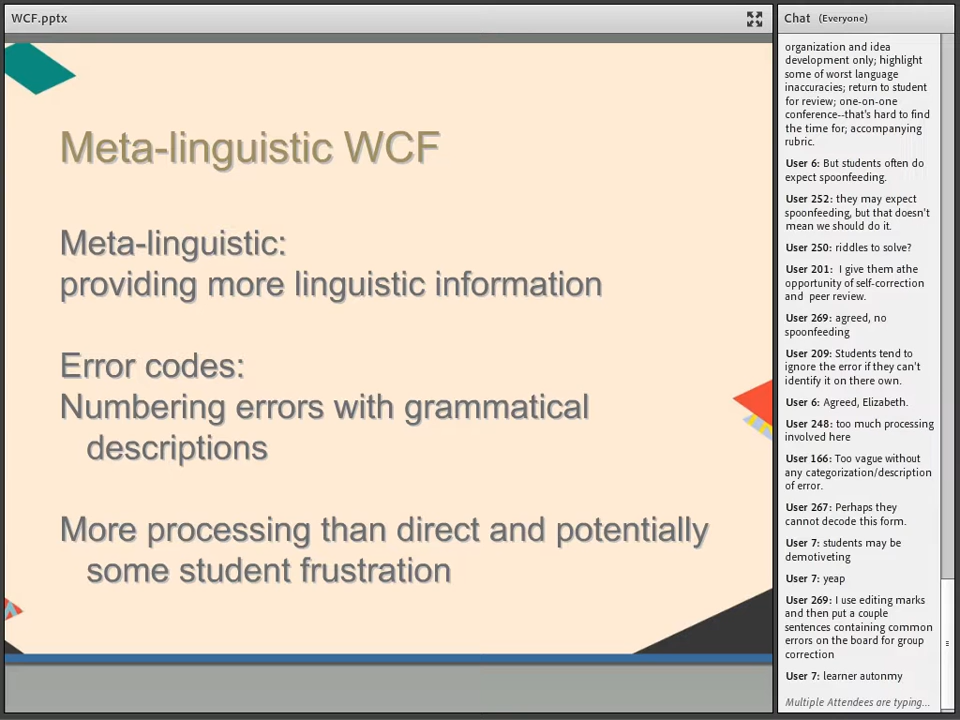 WCF.pptx
Meta-linguistic WCF
Meta-linguistic:
providing more linguistic information
Error codes:
Numbering errors with grammatical
descriptions
More processing than direct and potentially
some student frustration
Chat (Everyone)
organization and idea
development only; highlight
some of worst language
inaccuracies; return to student
for review; one-on-one
conference--that's hard to find
the time for; accompanying
rubric.
User 6: But students often do
expect spoonfeeding.
User 252: they may expect
spoonfeeding, but that doesn't
mean we should do it.
User 250: riddles to solve?
User 201: I give them athe
opportunity of self-correction
and peer review.
User 269: agreed, no
spoonfeeding
User 209: Students tend to
ignore the error if they can't
identify it on there own.
User 6: Agreed, Elizabeth.
User 248: too much processing
involved here
User 166: Too vague without
any categorization/description
of error.
User 267: Perhaps they
cannot decode this form.
User 7: students may be
demotiveting
User 7: yeap
User 269: I use editing marks
and then put a couple
sentences containing common
errors on the board for group
correction
User 7: learner autonmy
Multiple Attendees are typing...